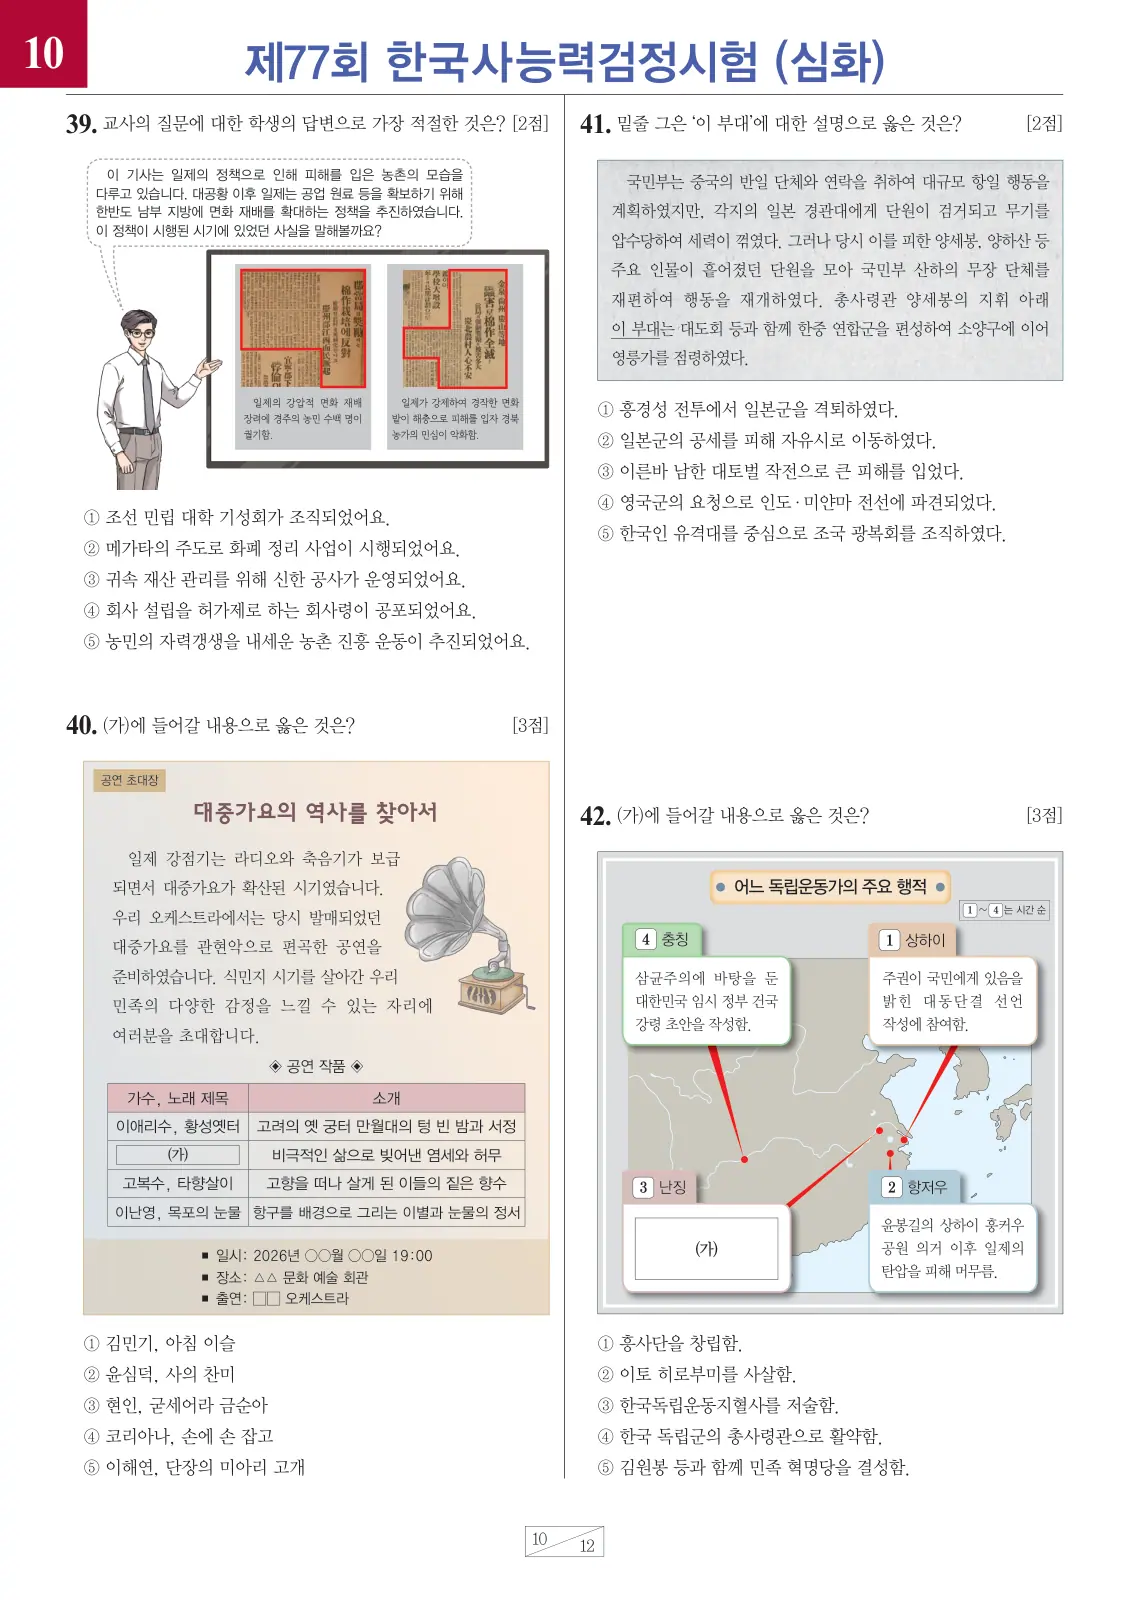 10
제77회 한국사능력검정시험 (심화)
39. 교사의 질문에 대한 학생의 답변으로 가장 적절한 것은? [2점]
이 기사는 일제의 정책으로 인해 피해를 입은 농촌의 모습을
다루고 있습니다. 대공황 이후 일제는 공업 원료 등을 확보하기 위해
한반도 남부 지방에 면화 재배를 확대하는 정책을 추진하였습니다.
이 정책이 시행된 시기에 있었던 사실을 말해볼까요?
일제의 강압적 면화 재배
장려에 경주의 농민 수백 명이
궐기함.
일제가 강제하여 경작한 면화
밭이 해충으로 피해를 입자 경북
농가의 민심이 악화함.
① 조선 민립 대학 기성회가 조직되었어요.
② 메가타의 주도로 화폐 정리 사업이 시행되었어요.
③ 귀속 재산 관리를 위해 신한 공사가 운영되었어요.
④ 회사 설립을 허가제로 하는 회사령이 공포되었어요.
⑤ 농민의 자력갱생을 내세운 농촌 진흥 운동이 추진되었어요.
40. (가)에 들어갈 내용으로 옳은 것은? [3점]
공연 초대장
대중가요의 역사를 찾아서
일제 강점기는 라디오와 축음기가 보급
되면서 대중가요가 확산된 시기였습니다.
우리 오케스트라에서는 당시 발매되었던
대중가요를 관현악으로 편곡한 공연을
준비하였습니다. 식민지 시기를 살아간 우리
민족의 다양한 감정을 느낄 수 있는 자리에
여러분을 초대합니다.
◈ 공연 작품 ◈
가수, 노래 제목 소개
이애리수, 황성옛터 고려의 옛 궁터 만월대의 텅 빈 밤과 서정
(가) 비극적인 삶으로 빚어낸 염세와 허무
고복수, 타향살이 고향을 떠나 살게 된 이들의 짙은 향수
이난영, 목포의 눈물 항구를 배경으로 그리는 이별과 눈물의 정서
■ 일시: 2026년 ○○월 ○○일 19:00
■ 장소: △△ 문화 예술 회관
■ 출연: □□ 오케스트라
① 김민기, 아침 이슬
② 윤심덕, 사의 찬미
③ 현인, 굳세어라 금순아
④ 코리아나, 손에 손 잡고
⑤ 이해연, 단장의 미아리 고개
41. 밑줄 그은 ‘이 부대’에 대한 설명으로 옳은 것은? [2점]
국민부는 중국의 반일 단체와 연락을 취하여 대규모 항일 행동을
계획하였지만, 각지의 일본 경관대에게 단원이 검거되고 무기를
압수당하여 세력이 꺾였다. 그러나 당시 이를 피한 양세봉, 양하산 등
주요 인물이 흩어졌던 단원을 모아 국민부 산하의 무장 단체를
재편하여 행동을 재개하였다. 총사령관 양세봉의 지휘 아래
이 부대는 대도회 등과 함께 한중 연합군을 편성하여 소양구에 이어
영릉가를 점령하였다.
① 흥경성 전투에서 일본군을 격퇴하였다.
② 일본군의 공세를 피해 자유시로 이동하였다.
③ 이른바 남한 대토벌 작전으로 큰 피해를 입었다.
④ 영국군의 요청으로 인도·미얀마 전선에 파견되었다.
⑤ 한국인 유격대를 중심으로 조국 광복회를 조직하였다.
42. (가)에 들어갈 내용으로 옳은 것은? [3점]
어느 독립운동가의 주요 행적
1~4는 시간 순
4 충칭
삼균주의에 바탕을 둔
대한민국 임시 정부 건국
강령 초안을 작성함.
1 상하이
주권이 국민에게 있음을
밝힌 대동단결 선언
작성에 참여함.
3 난징
(가)
2 항저우
윤봉길의 상하이 훙커우
공원 의거 이후 일제의
탄압을 피해 머무름.
① 흥사단을 창립함.
② 이토 히로부미를 사살함.
③ 한국독립운동지혈사를 저술함.
④ 한국 독립군의 총사령관으로 활약함.
⑤ 김원봉 등과 함께 민족 혁명당을 결성함.
10
12